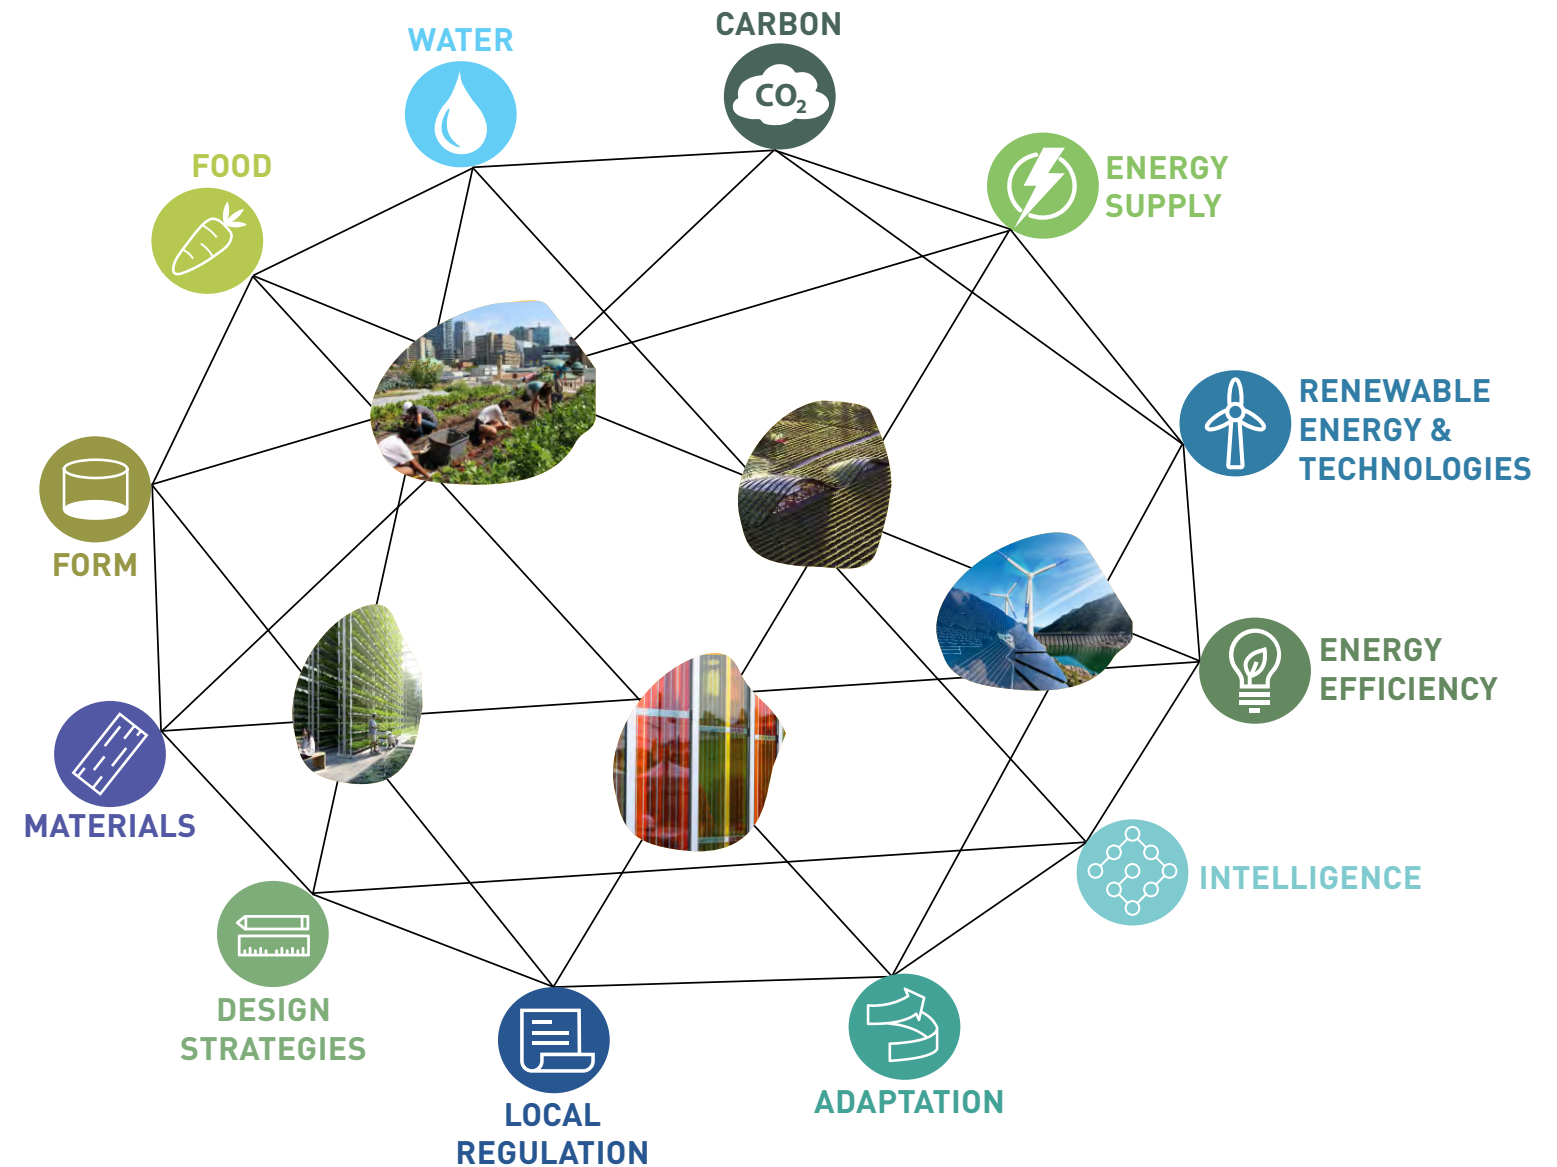 CARBON
WATER
CO₂
FOOD
ENERGY
SUPPLY
RENEWABLE
ENERGY &
TECHNOLOGIES
FORM
ENERGY
EFFICIENCY
MATERIALS
INTELLIGENCE
DESIGN
STRATEGIES
ADAPTATION
LOCAL
REGULATION